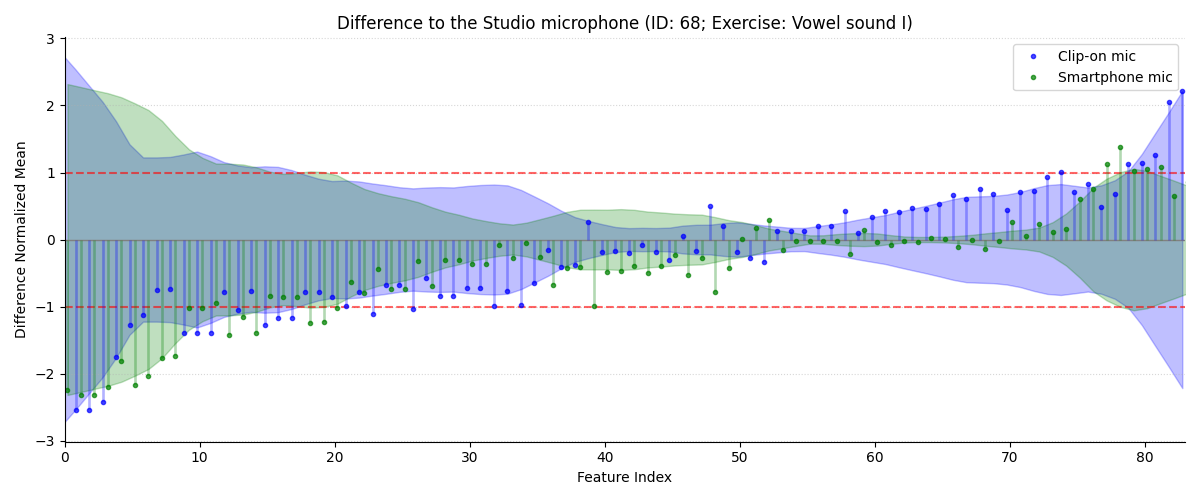 Difference to the Studio microphone (ID: 68; Exercise: Vowel sound I)
Clip-on mic
Smartphone mic
Difference Normalized Mean
3
2
1
0
−1
−2
−3
0 10 20 30 40 50 60 70 80
Feature Index